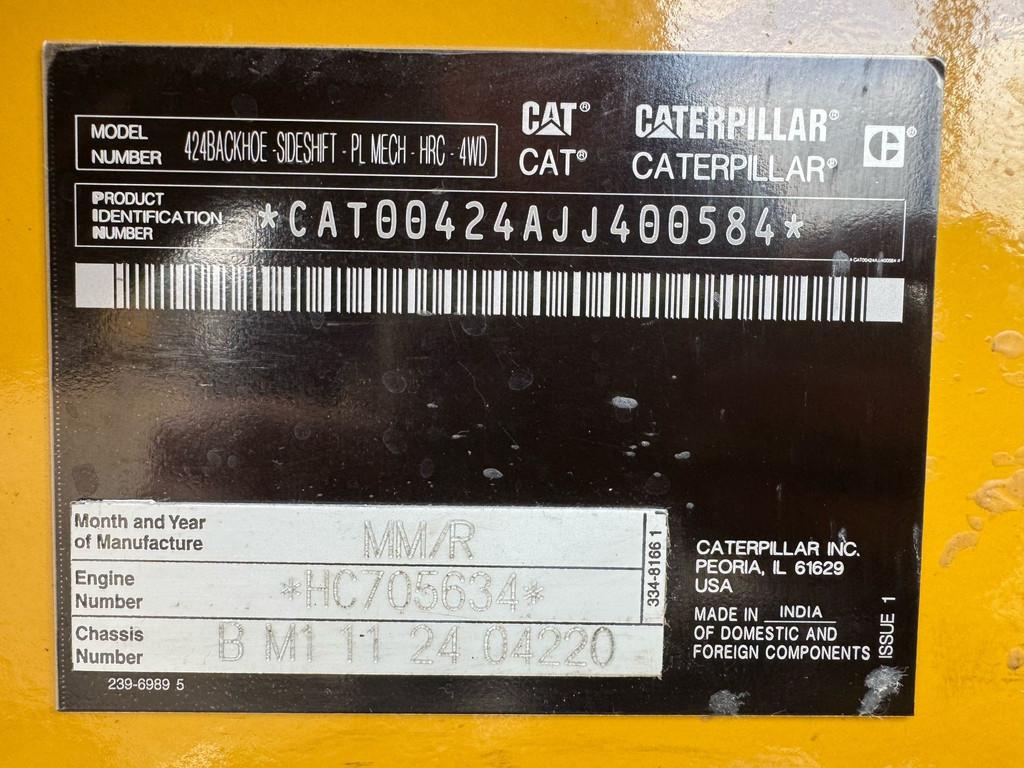 MODEL NUMBER 424BACKHOE -SIDESHIFT - PL MECH - HRC - 4WD
CAT® CATERPILLAR® ®
CAT® CATERPILLAR®
PRODUCT
IDENTIFICATION
NUMBER
*CAT00424AJJ400584*
*CAT00424AJJ400584*
Month and Year
of Manufacture
MM/R
Engine
Number
*HC705634*
Chassis
Number
B M1 11 24 04220
334-8166 1
239-6989 5
CATERPILLAR INC.
PEORIA, IL 61629
USA
MADE IN INDIA
OF DOMESTIC AND
FOREIGN COMPONENTS
ISSUE 1